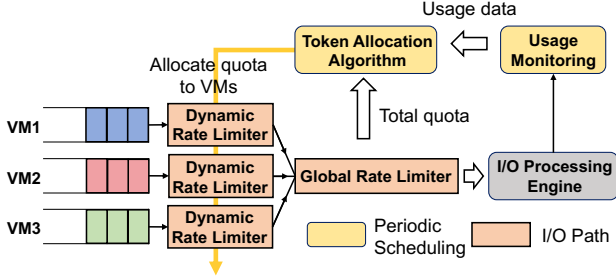 Usage data
Token Allocation
Algorithm
Usage
Monitoring
Allocate quota
to VMs
Total quota
VM1
Dynamic
Rate Limiter
VM2
Dynamic
Rate Limiter
Global Rate Limiter
I/O Processing
Engine
VM3
Dynamic
Rate Limiter
Periodic
Scheduling
I/O Path